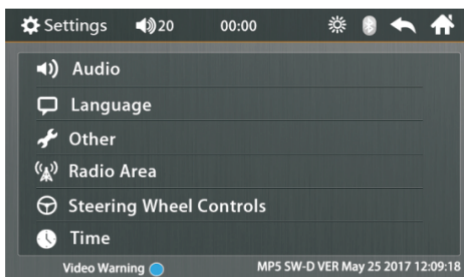 Settings 20 00:00
Audio
Language
Other
Radio Area
Steering Wheel Controls
Time
Video Warning MP5 SW-D VER May 25 2017 12:09:18